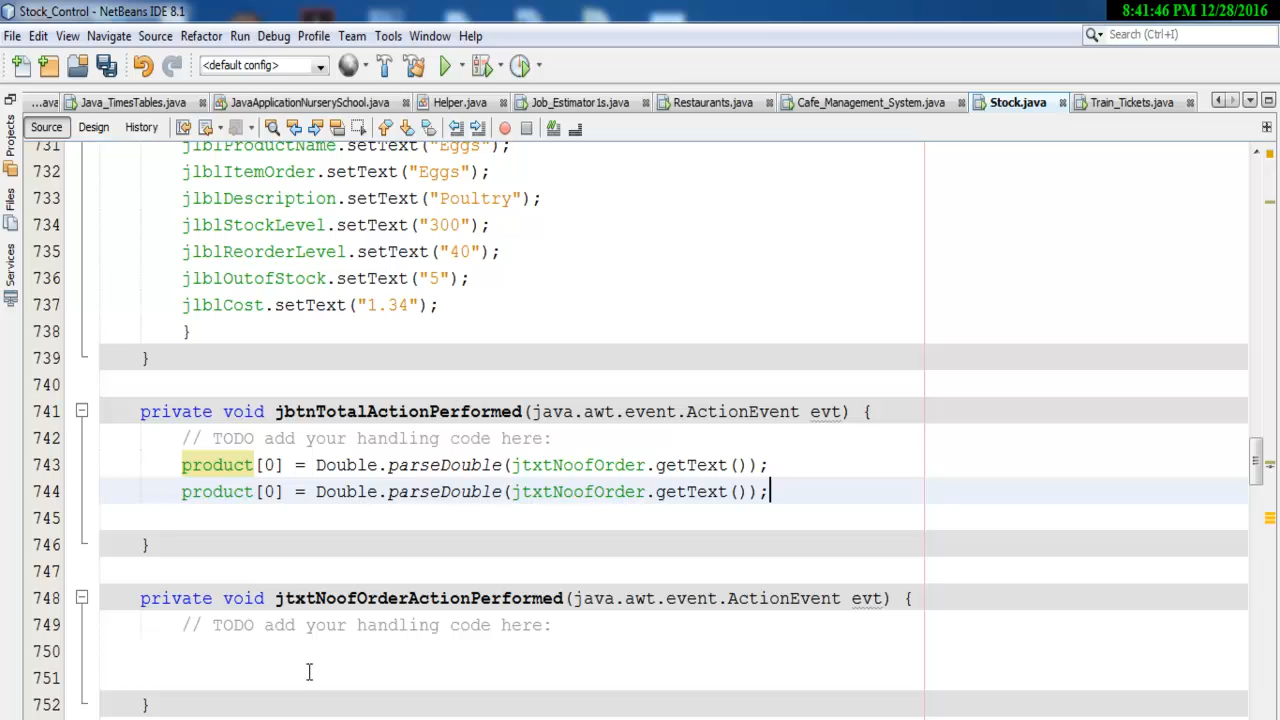 Stock_Control - NetBeans IDE 8.1
8:41:46 PM 12/28/2016
File Edit View Navigate Source Refactor Run Debug Profile Team Tools Window Help
Search (Ctrl+I)
<default config>
...ava Java_TimesTables.java JavaApplicationNurserySchool.java Helper.java Job_Estimator1s.java Restaurants.java Cafe_Management_System.java Stock.java Train_Tickets.java
Source Design History
Projects
Files
Services
731 jlblProductName.setText("Eggs");
732 jlblItemOrder.setText("Eggs");
733 jlblDescription.setText("Poultry");
734 jlblStockLevel.setText("300");
735 jlblReorderLevel.setText("40");
736 jlblOutofStock.setText("5");
737 jlblCost.setText("1.34");
738 }
739 }
740
741 private void jbtnTotalActionPerformed(java.awt.event.ActionEvent evt) {
742 // TODO add your handling code here:
743 product[0] = Double.parseDouble(jtxtNoofOrder.getText());
744 product[0] = Double.parseDouble(jtxtNoofOrder.getText());
745
746 }
747
748 private void jtxtNoofOrderActionPerformed(java.awt.event.ActionEvent evt) {
749 // TODO add your handling code here:
750
751
752 }